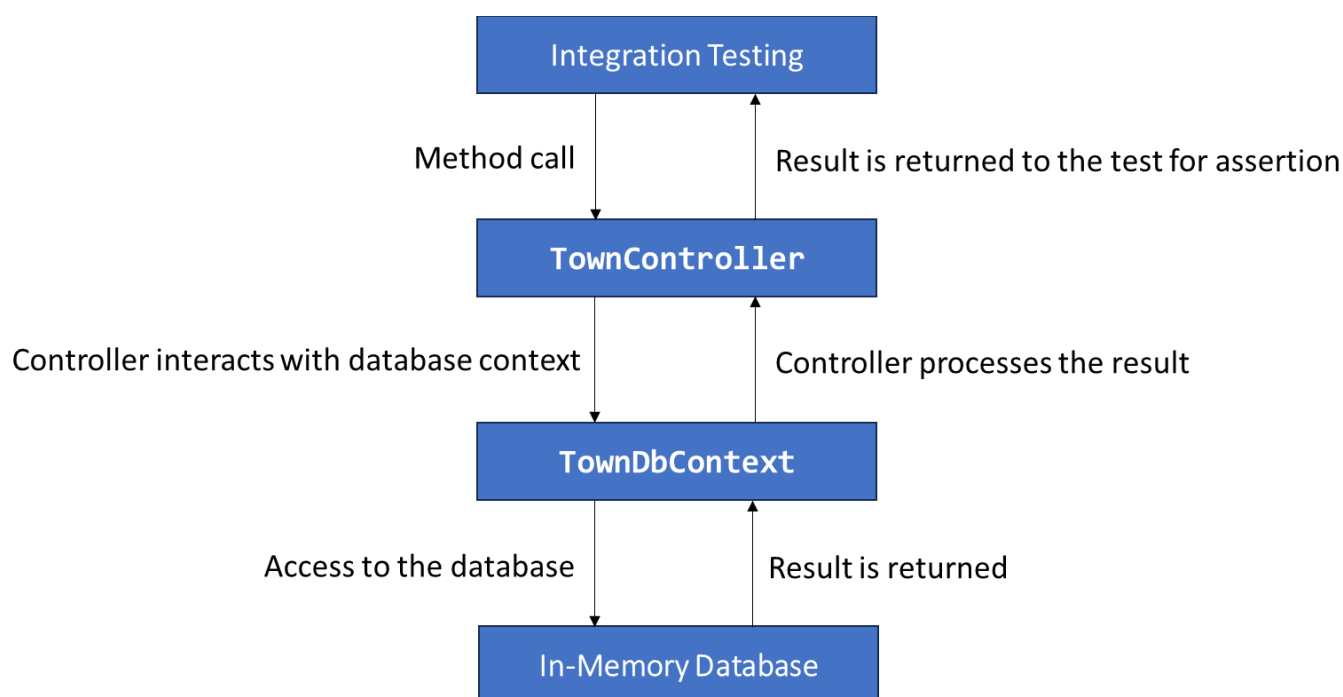 Integration Testing
Method call
Result is returned to the test for assertion
TownController
Controller interacts with database context
Controller processes the result
TownDbContext
Access to the database
Result is returned
In-Memory Database